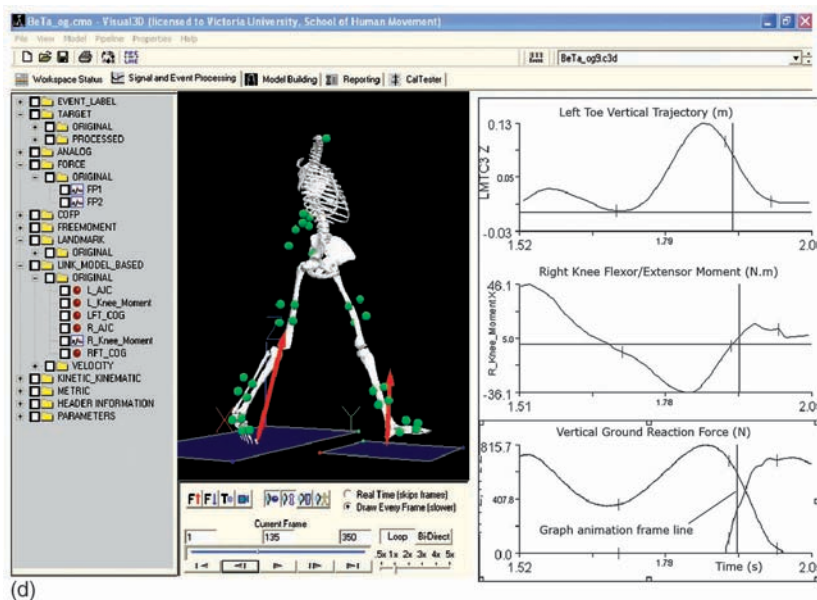 BeTa_og.cmo - Visual3D (licensed to Victoria University, School of Human Movement)
File View Model Pipeline Properties Help
BeTa_og9.c3d
Workspace Status Signal and Event Processing Model Building Reporting CalTester
EVENT_LABEL
TARGET
ORIGINAL
PROCESSED
ANALOG
FORCE
ORIGINAL
FP1
FP2
COFP
FREEMOMENT
LANDMARK
ORIGINAL
LINK_MODEL_BASED
ORIGINAL
L_AJC
L_Knee_Moment
LFT_COG
R_AJC
R_Knee_Moment
RFT_COG
VELOCITY
KINETIC_KINEMATIC
METRIC
HEADER INFORMATION
PARAMETERS
X
Y
Real Time (skips frames)
Draw Every Frame (slower)
Current Frame
1 135 350
Loop Bi-Direct
.5x 1x 2x 3x 4x 5x
Left Toe Vertical Trajectory (m)
0.13
LMTC3 Z
0.05
-0.03
1.52 1.79 2.0
Right Knee Flexor/Extensor Moment (N.m)
46.1
R_Knee_MomentX
5.0
-36.1
1.51 1.78 2.0
Vertical Ground Reaction Force (N)
815.7
407.8
Graph animation frame line
0.0
1.52 1.79 Time (s) 2.0
(d)